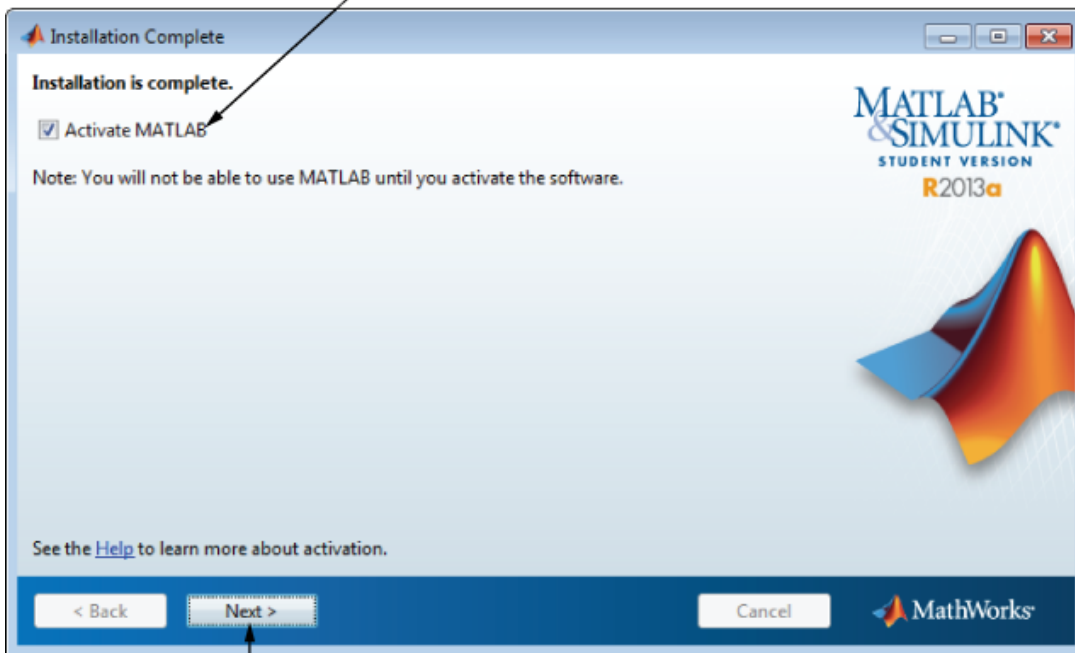 Installation Complete
Installation is complete.
Activate MATLAB
Note: You will not be able to use MATLAB until you activate the software.
MATLAB®
&SIMULINK®
STUDENT VERSION
R2013a
See the Help to learn more about activation.
< Back Next > Cancel MathWorks®